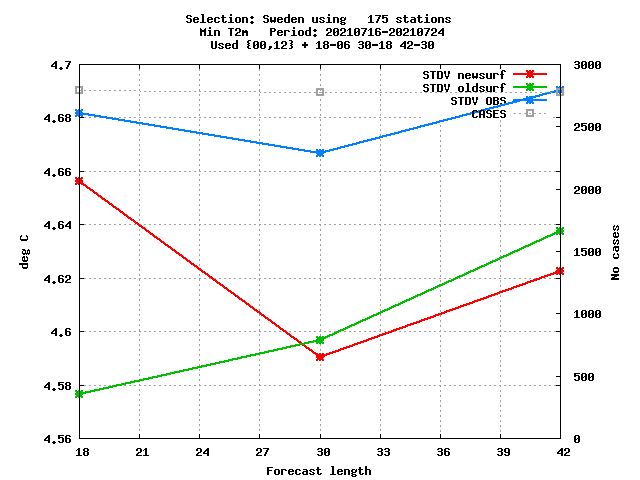 Selection: Sweden using   175 stations
Min T2m   Period: 20210716-20210724
Used {00,12} + 18-06 30-18 42-30
STDV newsurf
STDV oldsurf
STDV OBS
CASES
4.7
4.68
4.66
4.64
4.62
4.6
4.58
4.56
deg C
3000
2500
2000
1500
1000
500
0
No cases
18 21 24 27 30 33 36 39 42
Forecast length